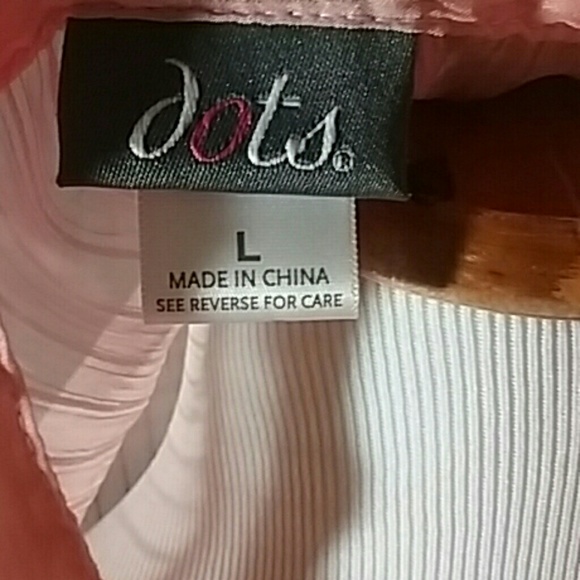 dots®
L
MADE IN CHINA
SEE REVERSE FOR CARE